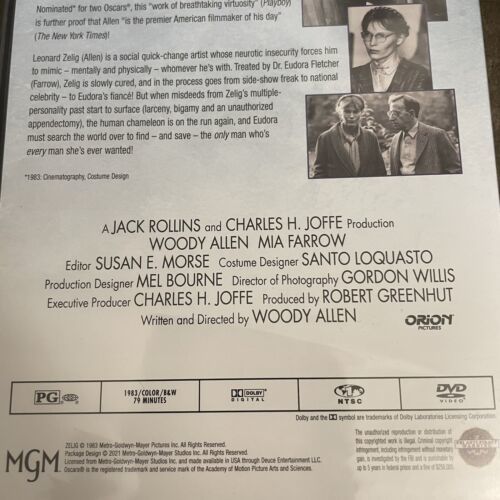 Nominated* for two Oscars®, this "work of breathtaking virtuosity" (Playboy)
is further proof that Allen "is the premier American filmmaker of his day"
(The New York Times)!
Leonard Zelig (Allen) is a social quick-change artist whose neurotic insecurity forces him
to mimic – mentally and physically – whomever he's with. Treated by Dr. Eudora Fletcher
(Farrow), Zelig is slowly cured, and in the process goes from side-show freak to national
celebrity – to Eudora's fiancé! But when misdeeds from Zelig's multiple-
personality past start to surface (larceny, bigamy and an unauthorized
appendectomy), the human chameleon is on the run again, and Eudora
must search the world over to find – and save – the only man who's
every man she's ever wanted!
*1983: Cinematography, Costume Design
A JACK ROLLINS and CHARLES H. JOFFE Production
WOODY ALLEN MIA FARROW
Editor SUSAN E. MORSE Costume Designer SANTO LOQUASTO
Production Designer MEL BOURNE Director of Photography GORDON WILLIS
Executive Producer CHARLES H. JOFFE Produced by ROBERT GREENHUT
Written and Directed by WOODY ALLEN
ORION
PICTURES
PG
1983/COLOR/B&W
79 MINUTES
DOLBY
DIGITAL
NTSC
DVD
VIDEO
Dolby and the DD symbol are trademarks of Dolby Laboratories Licensing Corporation.
MGM
ZELIG © 1983 Metro-Goldwyn-Mayer Pictures Inc. All Rights Reserved.
Package Design © 2021 Metro-Goldwyn-Mayer Studios Inc. All Rights Reserved.
Licensed from Metro-Goldwyn-Mayer Studios Inc. and made available in USA through Deuce Entertainment LLC.
Oscar® is the registered trademark and service mark of the Academy of Motion Picture Arts and Sciences.
The unauthorized reproduction or distribution of
this copyrighted work is illegal. Criminal copyright
infringement, including infringement without monetary
gain, is investigated by the FBI and is punishable by
up to 5 years in federal prison and a fine of $250,000.